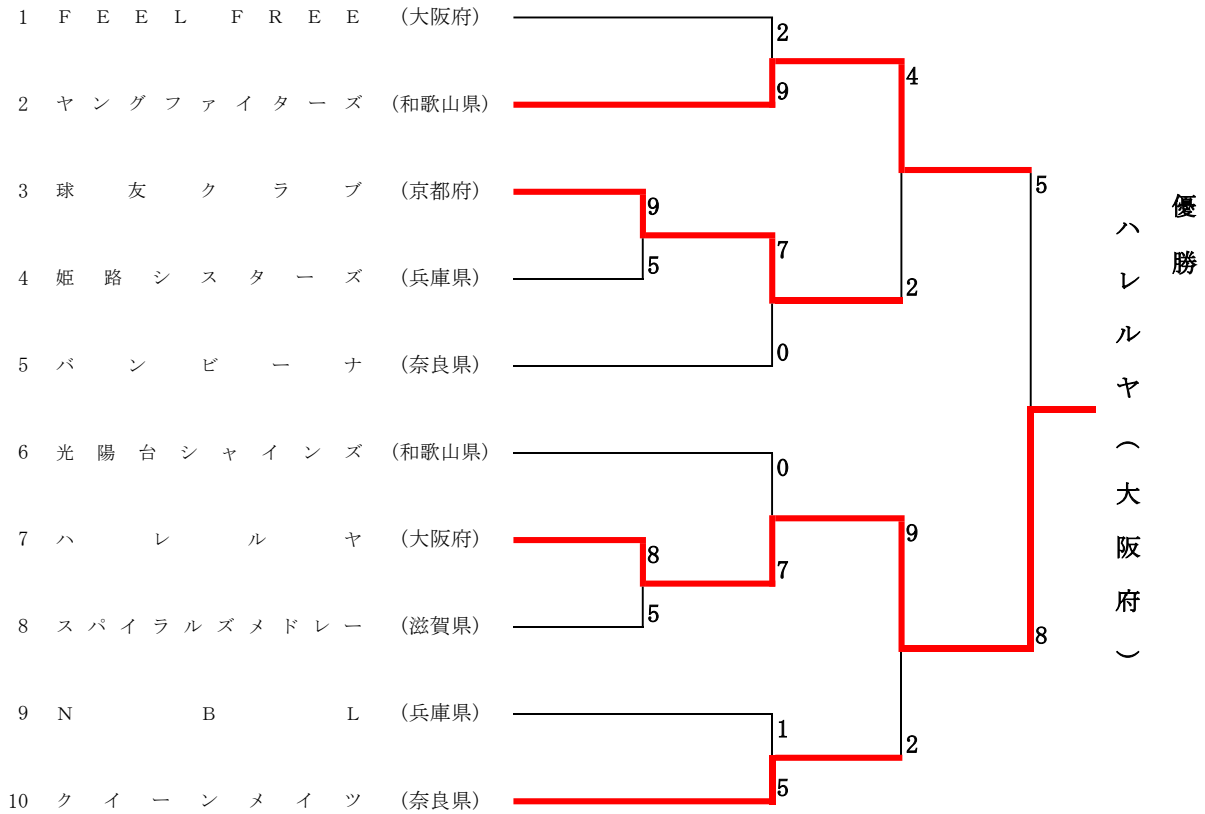 1 FEEL FREE (大阪府)
2 ヤングファイターズ (和歌山県)
3 球友クラブ (京都府)
4 姫路シスターズ (兵庫県)
5 バンビーナ (奈良県)
6 光陽台シャインズ (和歌山県)
7 ハレルヤ (大阪府)
8 スパイラルズメドレー (滋賀県)
9 NBL (兵庫県)
10 クイーンメイツ (奈良県)
9
5
8
5
2
9
7
0
0
7
1
5
4
2
9
2
5
8
優勝
ハレルヤ(大阪府)